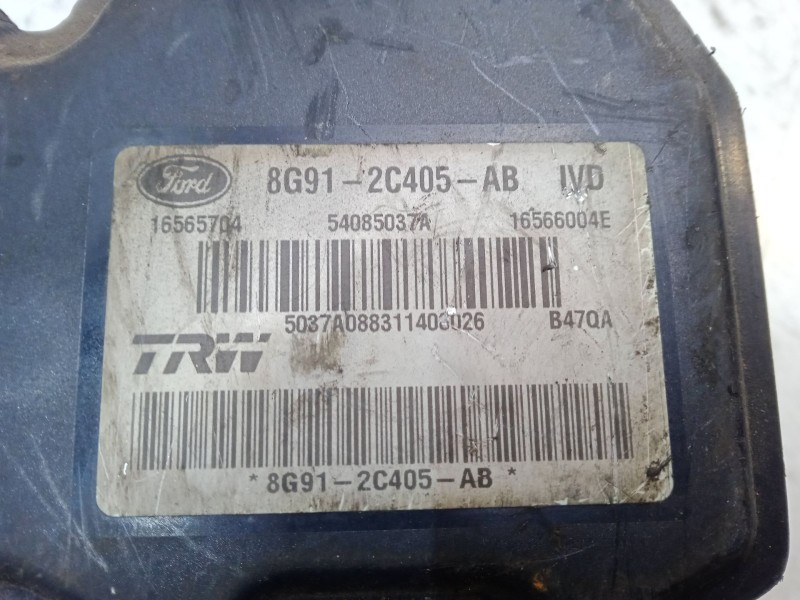 Ford 8G91-2C405-AB IVD
16565704 54085037A 16566004E
5037A088311403026 B47QA
TRW
* 8G91-2C405-AB *